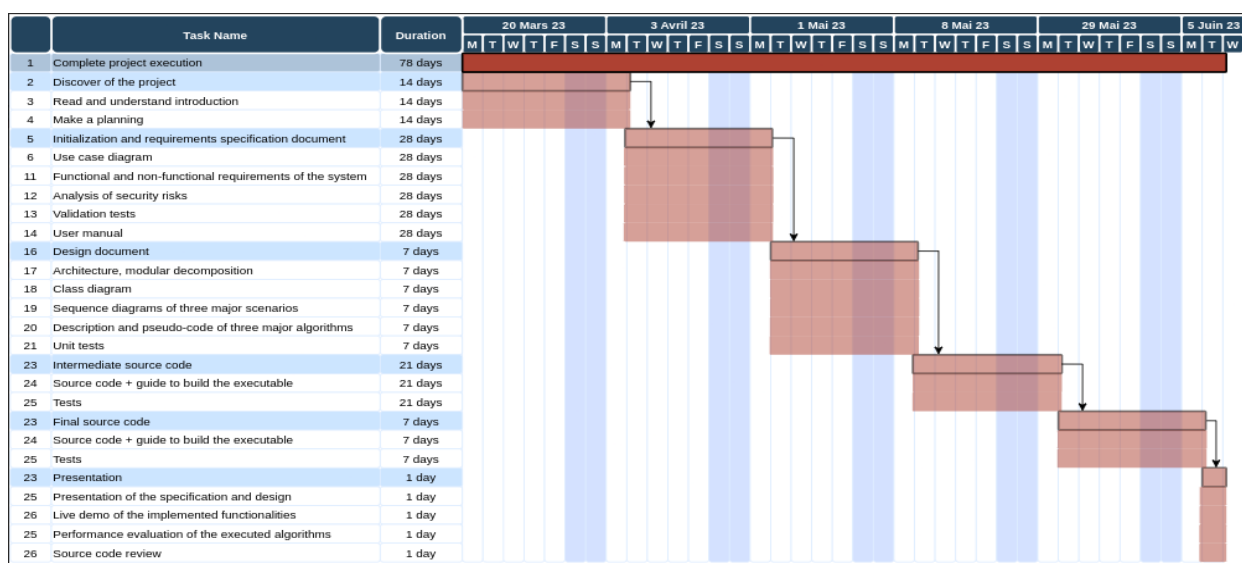 Task Name Duration 20 Mars 23 3 Avril 23 1 Mai 23 8 Mai 23 29 Mai 23 5 Juin 23
M T W T F S S M T W T F S S M T W T F S S M T W T F S S M T W T F S S M T W
1 Complete project execution 78 days
2 Discover of the project 14 days
3 Read and understand introduction 14 days
4 Make a planning 14 days
5 Initialization and requirements specification document 28 days
6 Use case diagram 28 days
11 Functional and non-functional requirements of the system 28 days
12 Analysis of security risks 28 days
13 Validation tests 28 days
14 User manual 28 days
16 Design document 7 days
17 Architecture, modular decomposition 7 days
18 Class diagram 7 days
19 Sequence diagrams of three major scenarios 7 days
20 Description and pseudo-code of three major algorithms 7 days
21 Unit tests 7 days
23 Intermediate source code 21 days
24 Source code + guide to build the executable 21 days
25 Tests 21 days
23 Final source code 7 days
24 Source code + guide to build the executable 7 days
25 Tests 7 days
23 Presentation 1 day
25 Presentation of the specification and design 1 day
26 Live demo of the implemented functionalities 1 day
25 Performance evaluation of the executed algorithms 1 day
26 Source code review 1 day